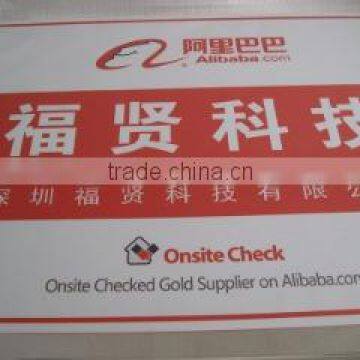 阿里巴巴
Alibaba.com
福贤科技
trade.china.cn
深圳福贤科技有限公
Onsite Check
Onsite Checked Gold Supplier on Alibaba.com